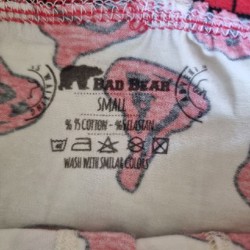 BAD BEAR
SMALL
% 95 COTTON - % 5 ELASTAN
WASH WITH SIMILAR COLORS